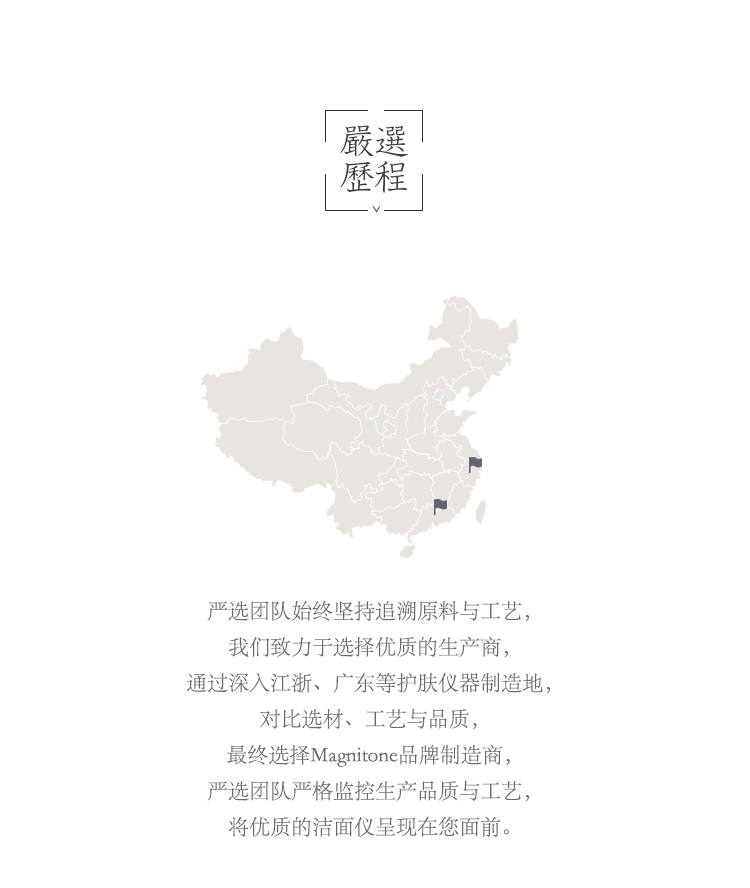 嚴選
歷程
严选团队始终坚持追溯原料与工艺，
我们致力于选择优质的生产商，
通过深入江浙、广东等护肤仪器制造地，
对比选材、工艺与品质，
最终选择Magnitone品牌制造商，
严选团队严格监控生产品质与工艺，
将优质的洁面仪呈现在您面前。